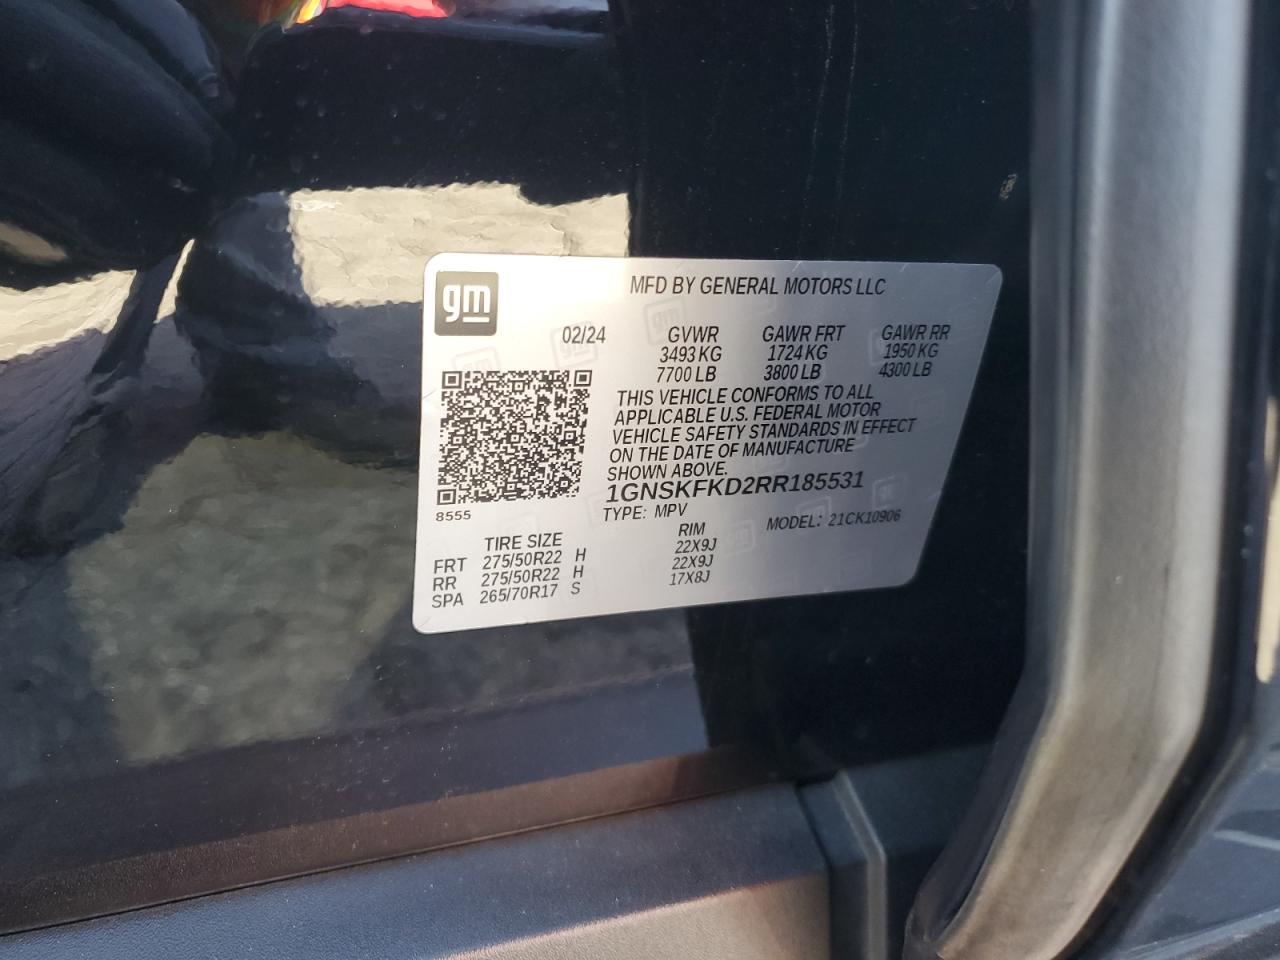 gm
MFD BY GENERAL MOTORS LLC
02/24 GVWR GAWR FRT GAWR RR
3493 KG 1724 KG 1950 KG
7700 LB 3800 LB 4300 LB
THIS VEHICLE CONFORMS TO ALL
APPLICABLE U.S. FEDERAL MOTOR
VEHICLE SAFETY STANDARDS IN EFFECT
ON THE DATE OF MANUFACTURE
SHOWN ABOVE.
1GNSKFKD2RR185531
8555 TYPE: MPV MODEL: 21CK10906
TIRE SIZE RIM
FRT 275/50R22 H 22X9J
RR 275/50R22 H 22X9J
SPA 265/70R17 S 17X8J